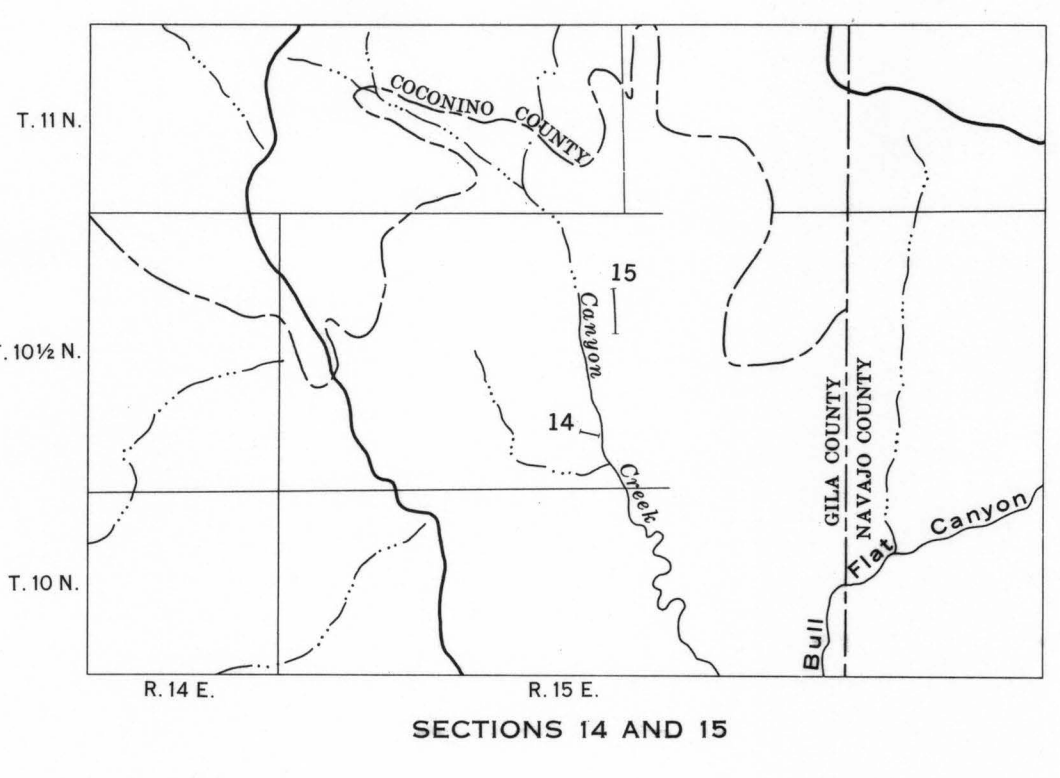 T. 11 N.
COCONINO COUNTY
15
Canyon
. 10½ N.
14
Creek
GILA COUNTY
NAVAJO COUNTY
Bull Flat Canyon
T. 10 N.
R. 14 E.
R. 15 E.
SECTIONS 14 AND 15